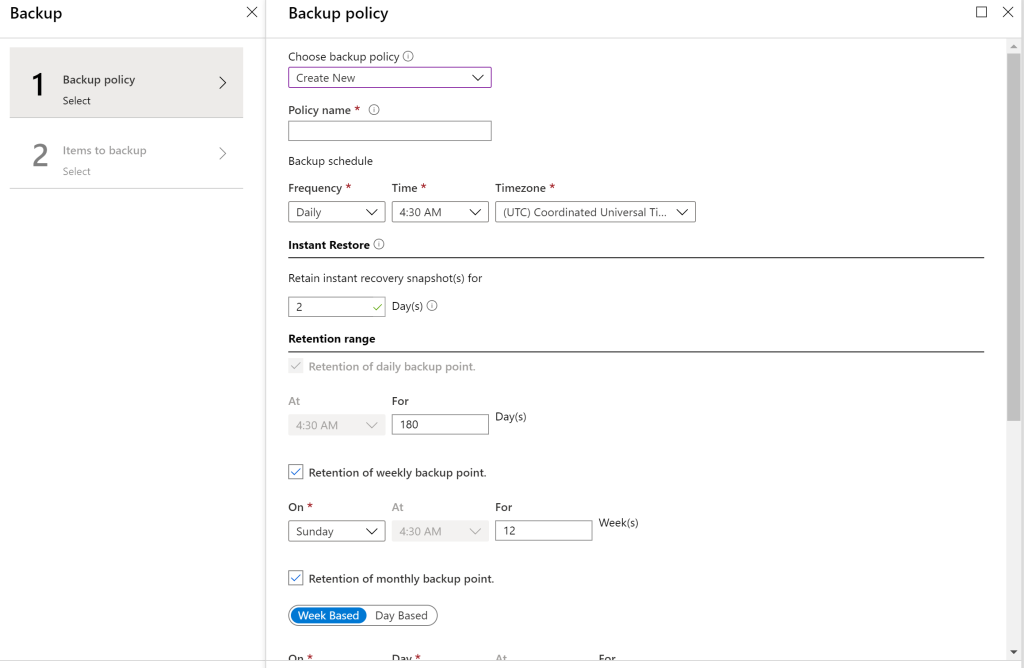 Backup
1
Backup policy
Select
2
Items to backup
Select
Backup policy
Choose backup policy
Create New
Policy name *
Backup schedule
Frequency * Time * Timezone *
Daily 4:30 AM (UTC) Coordinated Universal Ti...
Instant Restore
Retain instant recovery snapshot(s) for
2 Day(s)
Retention range
Retention of daily backup point.
At For
4:30 AM 180 Day(s)
Retention of weekly backup point.
On * At For
Sunday 4:30 AM 12 Week(s)
Retention of monthly backup point.
Week Based Day Based
On * Day * At For